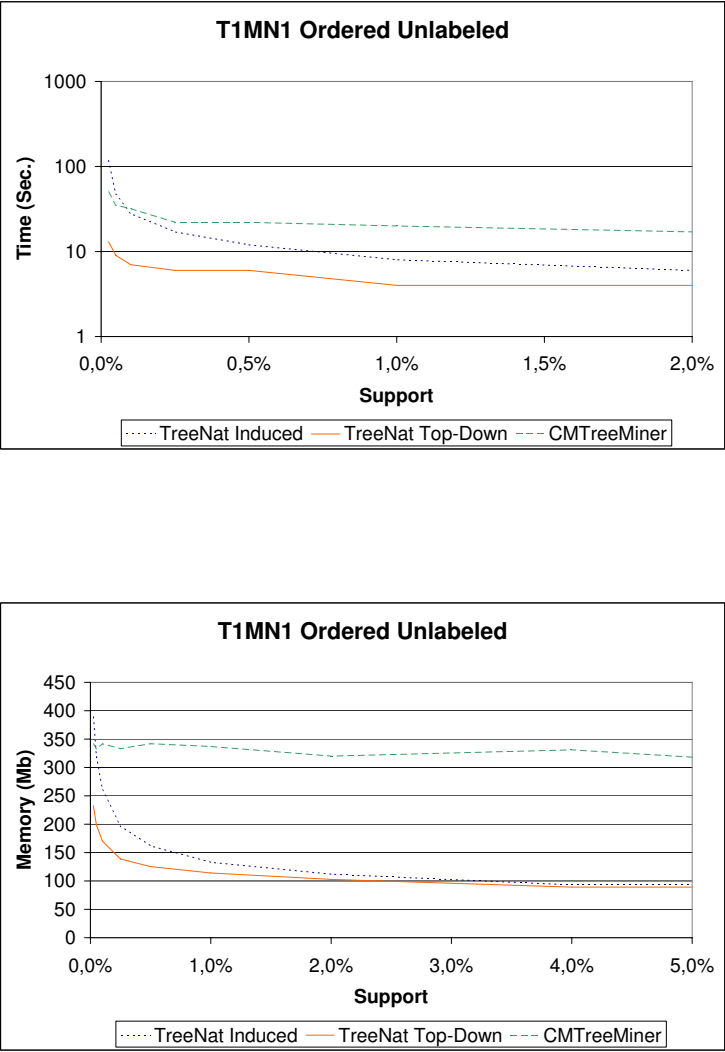 T1MN1 Ordered Unlabeled
1000
100
10
1
Time (Sec.)
0,0% 0,5% 1,0% 1,5% 2,0%
Support
TreeNat Induced TreeNat Top-Down CMTreeMiner
T1MN1 Ordered Unlabeled
450
400
350
300
250
200
150
100
50
0
Memory (Mb)
0,0% 1,0% 2,0% 3,0% 4,0% 5,0%
Support
TreeNat Induced TreeNat Top-Down CMTreeMiner